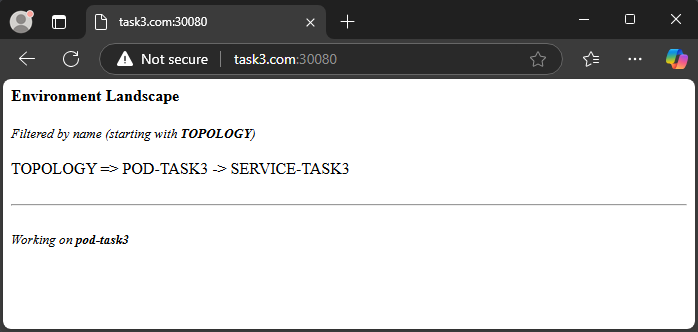 task3.com:30080
Not secure
task3.com:30080
Environment Landscape
Filtered by name (starting with TOPOLOGY)
TOPOLOGY => POD-TASK3 -> SERVICE-TASK3
Working on pod-task3